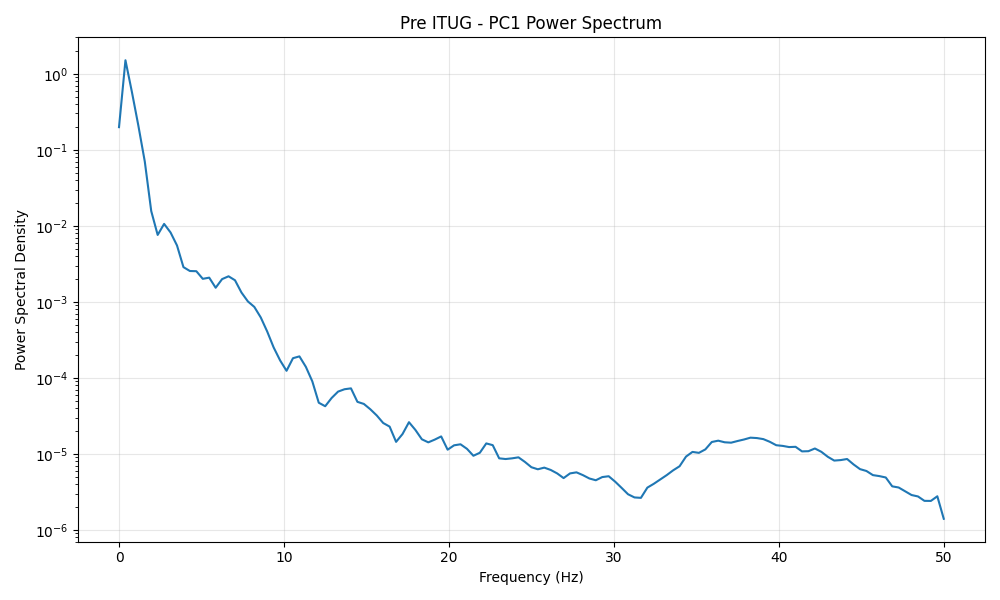 Pre ITUG - PC1 Power Spectrum
Power Spectral Density
10⁰
10⁻¹
10⁻²
10⁻³
10⁻⁴
10⁻⁵
10⁻⁶
0 10 20 30 40 50
Frequency (Hz)